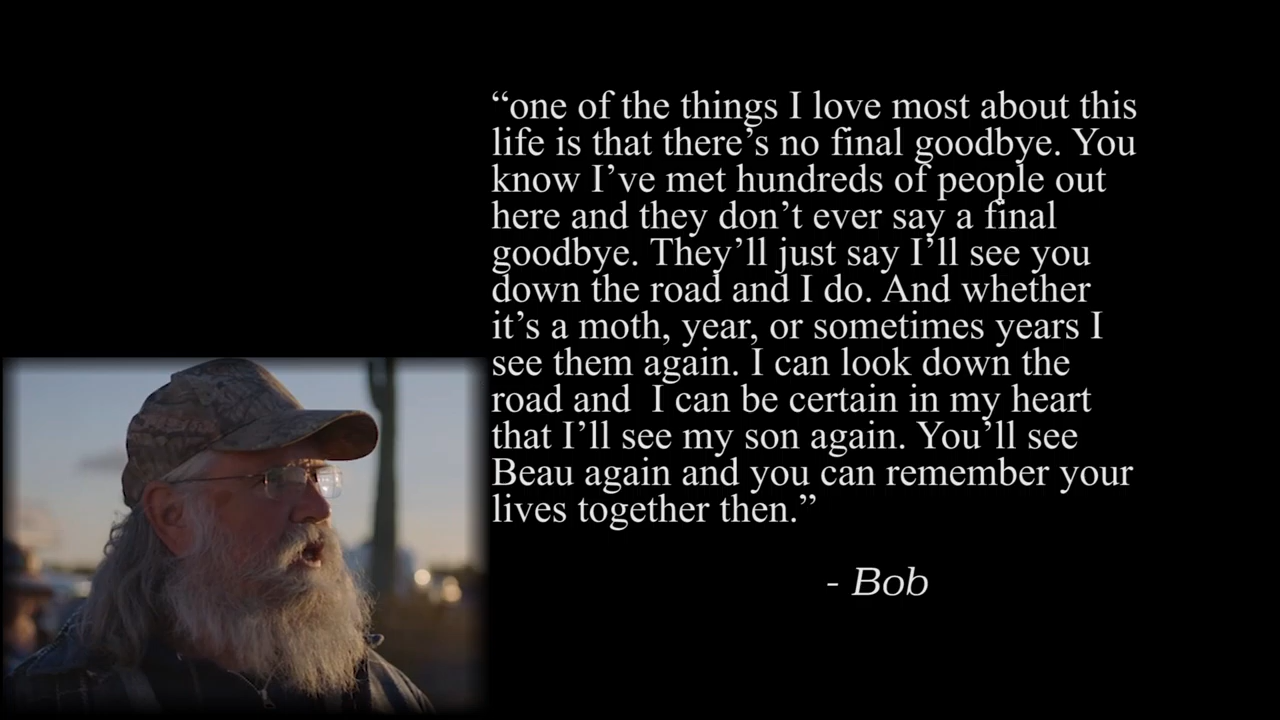 “one of the things I love most about this
life is that there’s no final goodbye. You
know I’ve met hundreds of people out
here and they don’t ever say a final
goodbye. They’ll just say I’ll see you
down the road and I do. And whether
it’s a moth, year, or sometimes years I
see them again. I can look down the
road and  I can be certain in my heart
that I’ll see my son again. You’ll see
Beau again and you can remember your
lives together then.”
- Bob